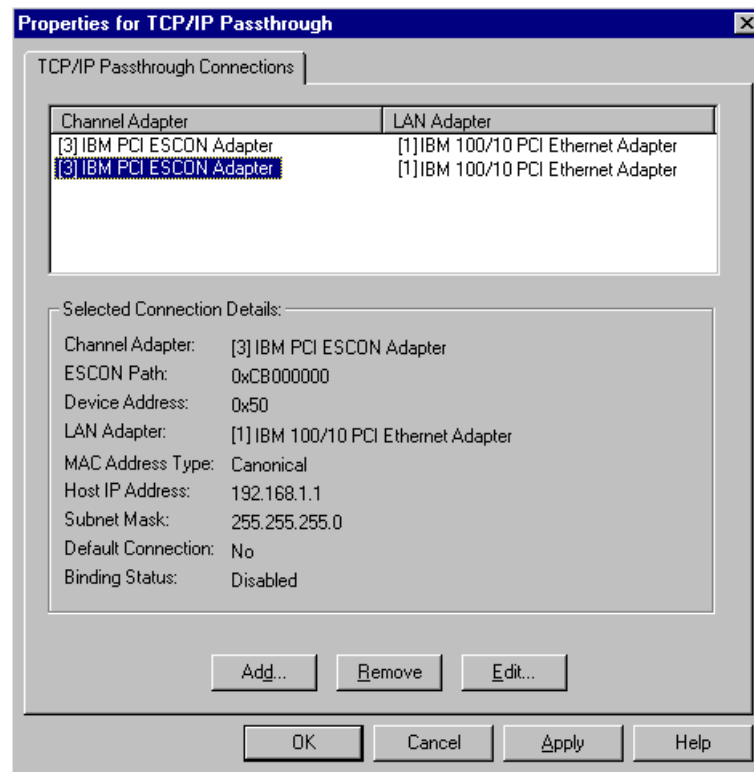 Properties for TCP/IP Passthrough
TCP/IP Passthrough Connections
Channel Adapter LAN Adapter
[3] IBM PCI ESCON Adapter [1] IBM 100/10 PCI Ethernet Adapter
[3] IBM PCI ESCON Adapter [1] IBM 100/10 PCI Ethernet Adapter
Selected Connection Details:
Channel Adapter: [3] IBM PCI ESCON Adapter
ESCON Path: 0xCB000000
Device Address: 0x50
LAN Adapter: [1] IBM 100/10 PCI Ethernet Adapter
MAC Address Type: Canonical
Host IP Address: 192.168.1.1
Subnet Mask: 255.255.255.0
Default Connection: No
Binding Status: Disabled
Add... Remove Edit...
OK Cancel Apply Help